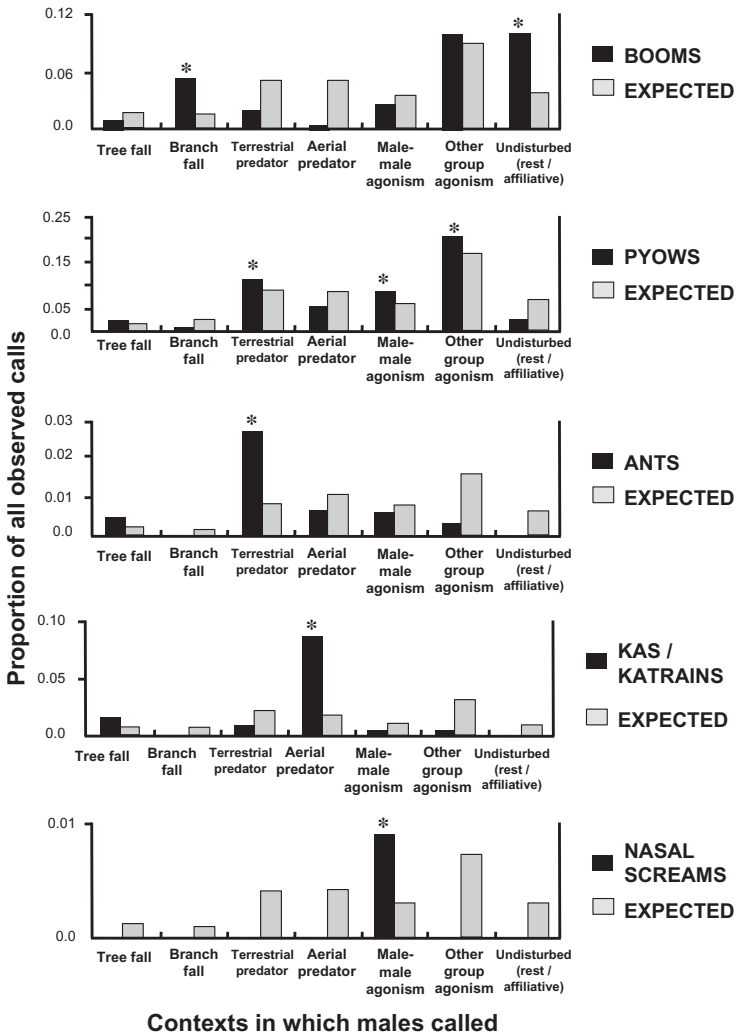 Proportion of all observed calls
0.12
0.06
0.0
*
*
Tree fall
Branch
fall
Terrestrial
predator
Aerial
predator
Male-
male
agonism
Other
group
agonism
Undisturbed
(rest /
affiliative)
BOOMS
EXPECTED
0.25
0.15
0.05
0.0
*
*
*
Tree fall
Branch
fall
Terrestrial
predator
Aerial
predator
Male-
male
agonism
Other
group
agonism
Undisturbed
(rest /
affiliative)
PYOWS
EXPECTED
0.03
0.02
0.01
0.0
*
Tree fall
Branch
fall
Terrestrial
predator
Aerial
predator
Male-
male
agonism
Other
group
agonism
Undisturbed
(rest /
affiliative)
ANTS
EXPECTED
0.10
0.05
0.0
*
Tree fall
Branch
fall
Terrestrial
predator
Aerial
predator
Male-
male
agonism
Other
group
agonism
Undisturbed
(rest /
affiliative)
KAS /
KATRAINS
EXPECTED
0.01
0.0
*
Tree fall
Branch
fall
Terrestrial
predator
Aerial
predator
Male-
male
agonism
Other
group
agonism
Undisturbed
(rest /
affiliative)
NASAL
SCREAMS
EXPECTED
Contexts in which males called